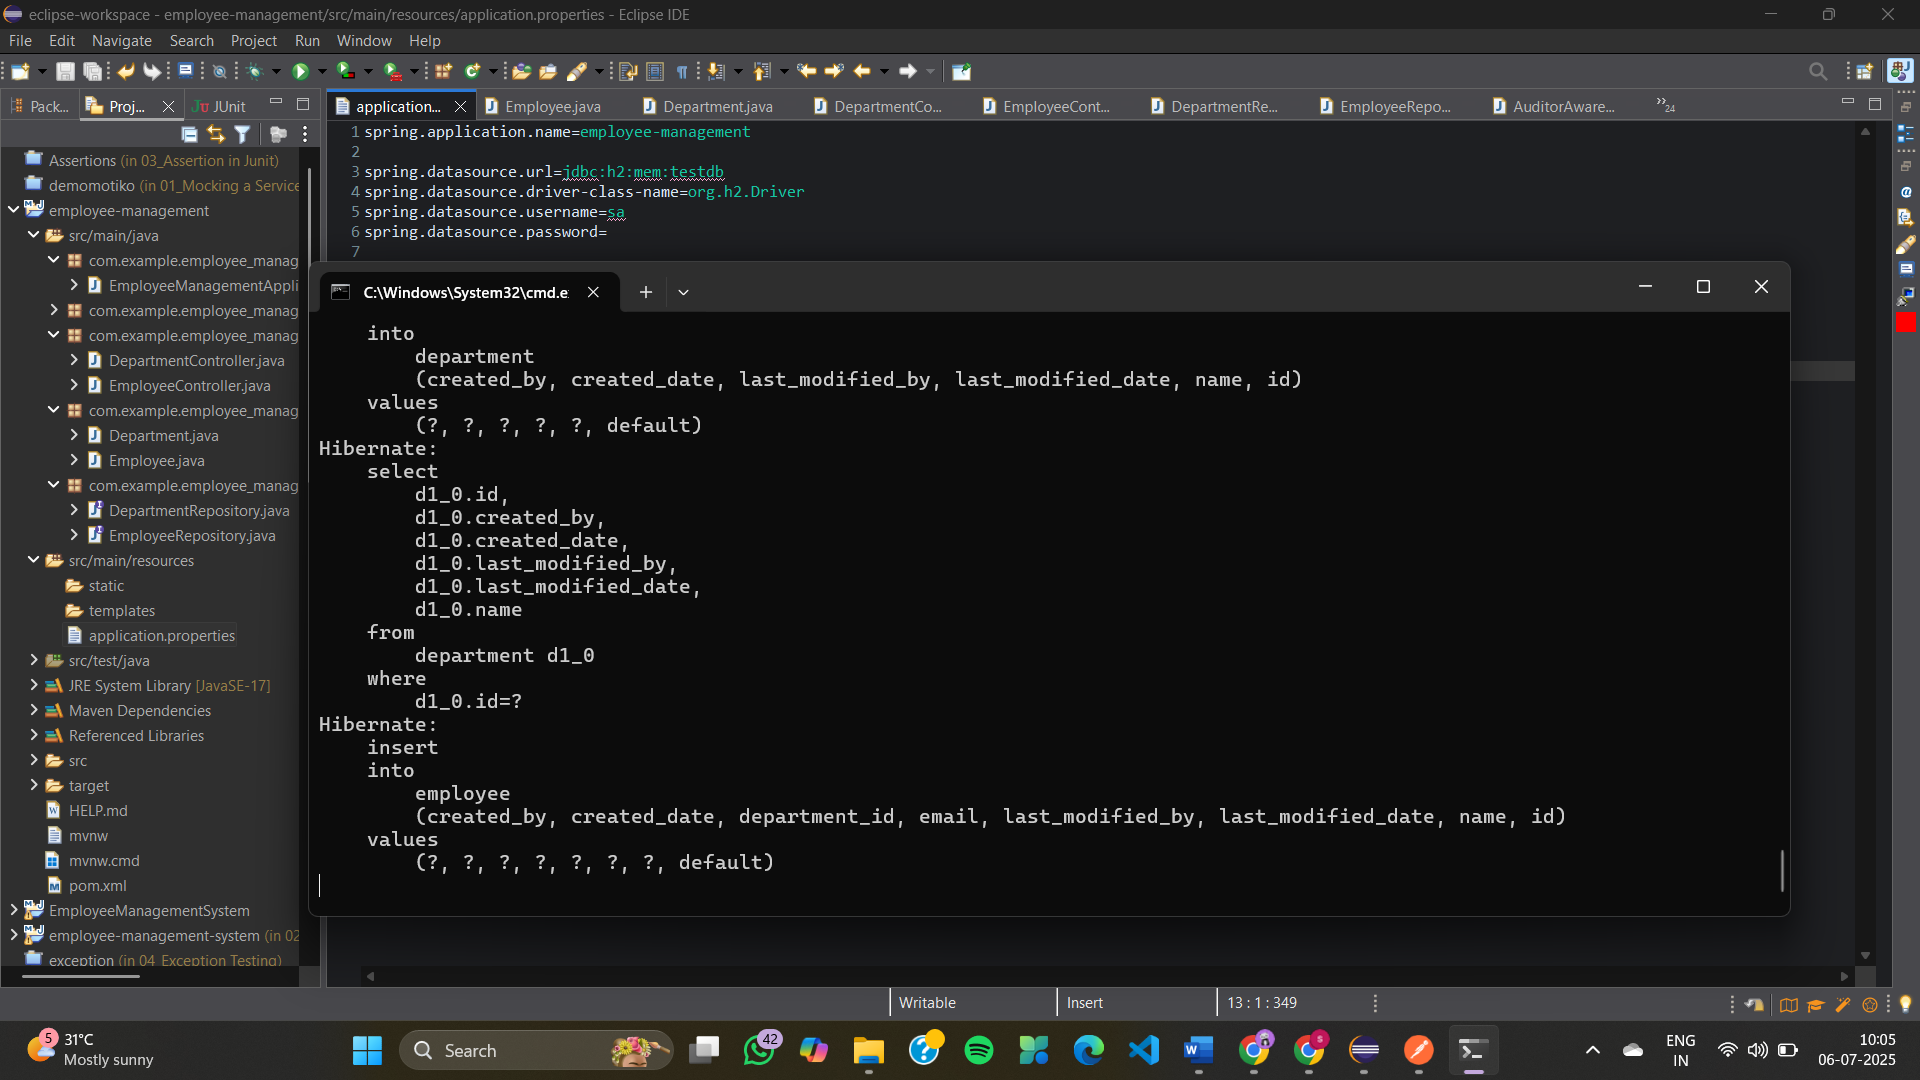 eclipse-workspace - employee-management/src/main/resources/application.properties - Eclipse IDE
File Edit Navigate Search Project Run Window Help
Pack... Proj... JUnit
application... Employee.java Department.java DepartmentCo... EmployeeCont... DepartmentRe... EmployeeRepo... AuditorAware... »24
Assertions (in 03_Assertion in Junit)
demomotiko (in 01_Mocking a Service
employee-management
src/main/java
com.example.employee_manag
EmployeeManagementAppli
com.example.employee_manag
com.example.employee_manag
DepartmentController.java
EmployeeController.java
com.example.employee_manag
Department.java
Employee.java
com.example.employee_manag
DepartmentRepository.java
EmployeeRepository.java
src/main/resources
static
templates
application.properties
src/test/java
JRE System Library [JavaSE-17]
Maven Dependencies
Referenced Libraries
src
target
HELP.md
mvnw
mvnw.cmd
pom.xml
EmployeeManagementSystem
employee-management-system (in 02
exception (in 04_Exception Testing)
1 spring.application.name=employee-management
2
3 spring.datasource.url=jdbc:h2:mem:testdb
4 spring.datasource.driver-class-name=org.h2.Driver
5 spring.datasource.username=sa
6 spring.datasource.password=
7
C:\Windows\System32\cmd.e
into
department
(created_by, created_date, last_modified_by, last_modified_date, name, id)
values
(?, ?, ?, ?, ?, default)
Hibernate:
select
d1_0.id,
d1_0.created_by,
d1_0.created_date,
d1_0.last_modified_by,
d1_0.last_modified_date,
d1_0.name
from
department d1_0
where
d1_0.id=?
Hibernate:
insert
into
employee
(created_by, created_date, department_id, email, last_modified_by, last_modified_date, name, id)
values
(?, ?, ?, ?, ?, ?, ?, default)
Writable Insert 13 : 1 : 349
5 31°C
Mostly sunny
Search
42
ENG
IN
10:05
06-07-2025